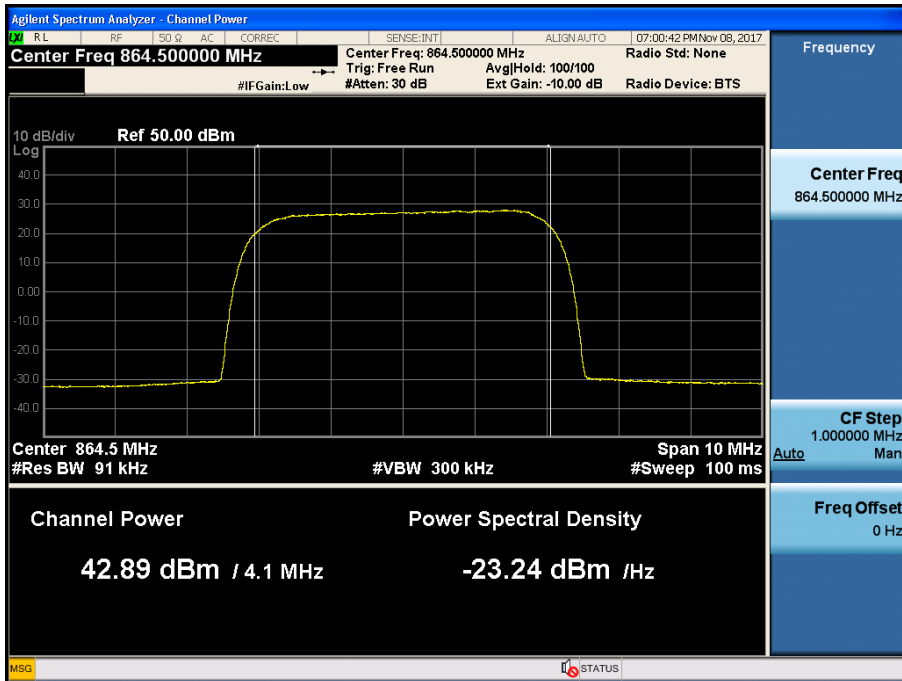 Agilent Spectrum Analyzer - Channel Power
LXI RL RF 50 Ω AC CORREC SENSE:INT ALIGNAUTO 07:00:42 PMNov 08, 2017
Center Freq 864.500000 MHz
Center Freq: 864.500000 MHz Radio Std: None
Trig: Free Run Avg|Hold: 100/100
#IFGain:Low #Atten: 30 dB Ext Gain: -10.00 dB Radio Device: BTS
10 dB/div Ref 50.00 dBm
Log
40.0
30.0
20.0
10.0
0.00
-10.0
-20.0
-30.0
-40.0
Center 864.5 MHz Span 10 MHz
#Res BW 91 kHz #VBW 300 kHz #Sweep 100 ms
Channel Power Power Spectral Density
42.89 dBm / 4.1 MHz -23.24 dBm /Hz
Frequency
Center Freq
864.500000 MHz
CF Step
1.000000 MHz
Auto Man
Freq Offset
0 Hz
MSG STATUS